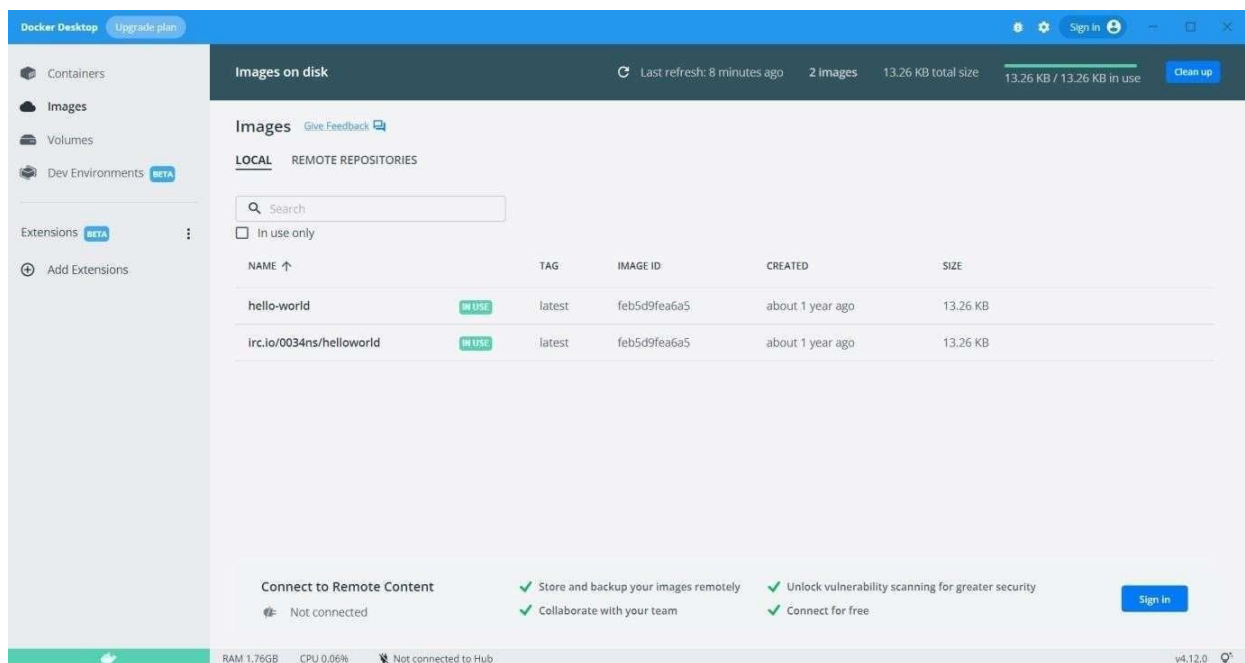 Docker Desktop Upgrade plan Sign in
Containers
Images
Volumes
Dev Environments BETA
Extensions BETA
Add Extensions
Images on disk Last refresh: 8 minutes ago 2 images 13.26 KB total size 13.26 KB / 13.26 KB in use Clean up
Images Give Feedback
LOCAL REMOTE REPOSITORIES
Search
In use only
NAME TAG IMAGE ID CREATED SIZE
hello-world IN USE latest feb5d9fea6a5 about 1 year ago 13.26 KB
irc.io/0034ns/helloworld IN USE latest feb5d9fea6a5 about 1 year ago 13.26 KB
Connect to Remote Content
Not connected
Store and backup your images remotely
Collaborate with your team
Unlock vulnerability scanning for greater security
Connect for free
Sign in
RAM 1.76GB CPU 0.06% Not connected to Hub v4.12.0